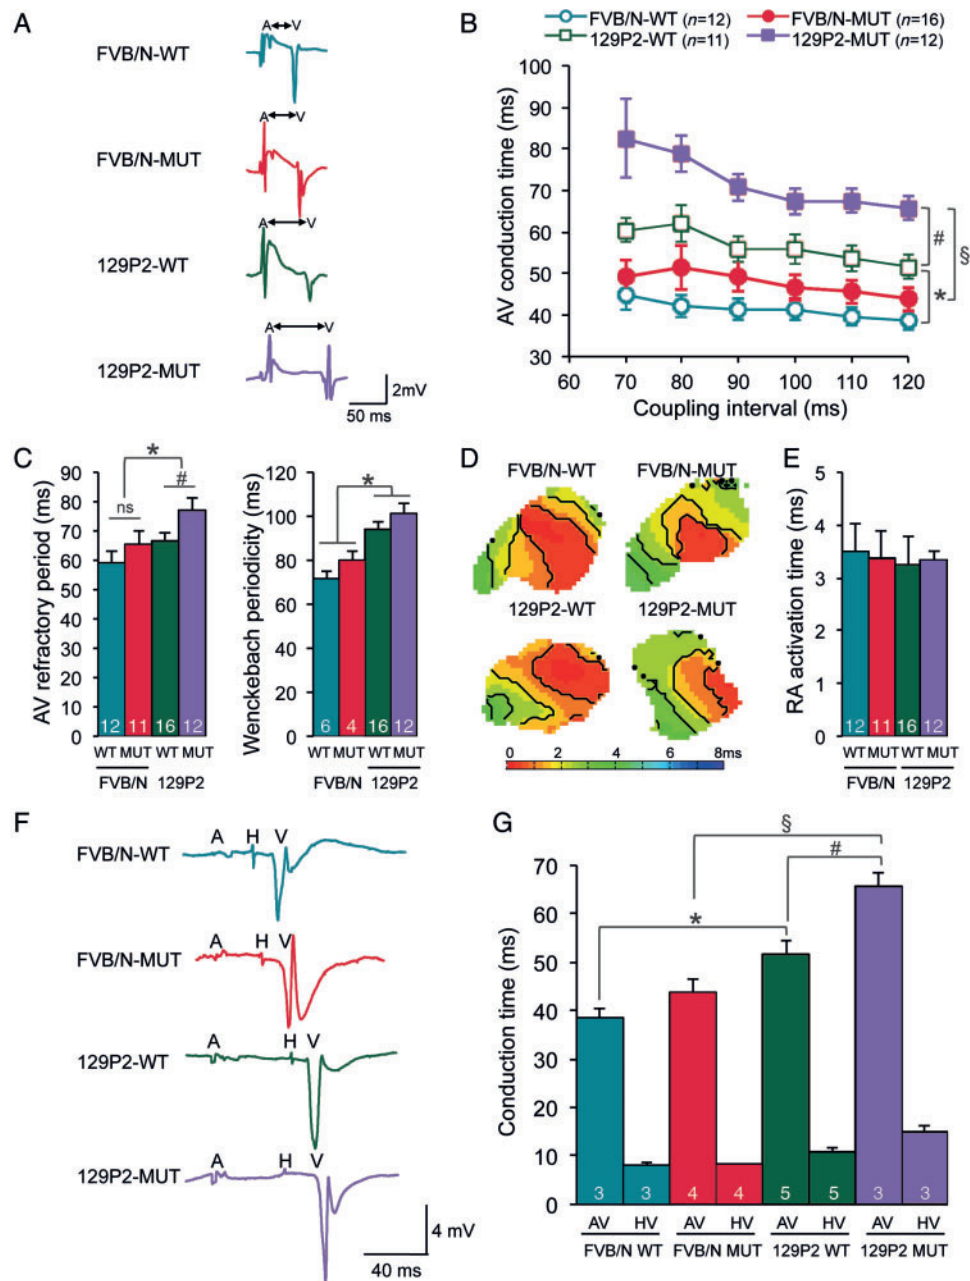 A
A V
FVB/N-WT
A V
FVB/N-MUT
A V
129P2-WT
A V
129P2-MUT
2mV
50 ms
B
FVB/N-WT (n=12)
FVB/N-MUT (n=16)
129P2-WT (n=11)
129P2-MUT (n=12)
AV conduction time (ms)
100
90
80
70
60
50
40
30
# § *
60 70 80 90 100 110 120
Coupling interval (ms)
C
AV refractory period (ms)
90
80
70
60
50
40
30
20
10
0
*
#
ns
12 11 16 12
WT MUT WT MUT
FVB/N 129P2
Wenckebach periodicity (ms)
120
100
80
60
40
20
0
*
6 4 16 12
WT MUT WT MUT
FVB/N 129P2
D
FVB/N-WT FVB/N-MUT
129P2-WT 129P2-MUT
0 2 4 6 8ms
E
RA activation time (ms)
5
4
3
2
1
0
12 11 16 12
WT MUT WT MUT
FVB/N 129P2
F
A H V
FVB/N-WT
A H V
FVB/N-MUT
A H V
129P2-WT
A H V
129P2-MUT
4 mV
40 ms
G
Conduction time (ms)
70
60
50
40
30
20
10
0
§
#
*
3 3 4 4 5 5 3 3
AV HV AV HV AV HV AV HV
FVB/N WT FVB/N MUT 129P2 WT 129P2 MUT